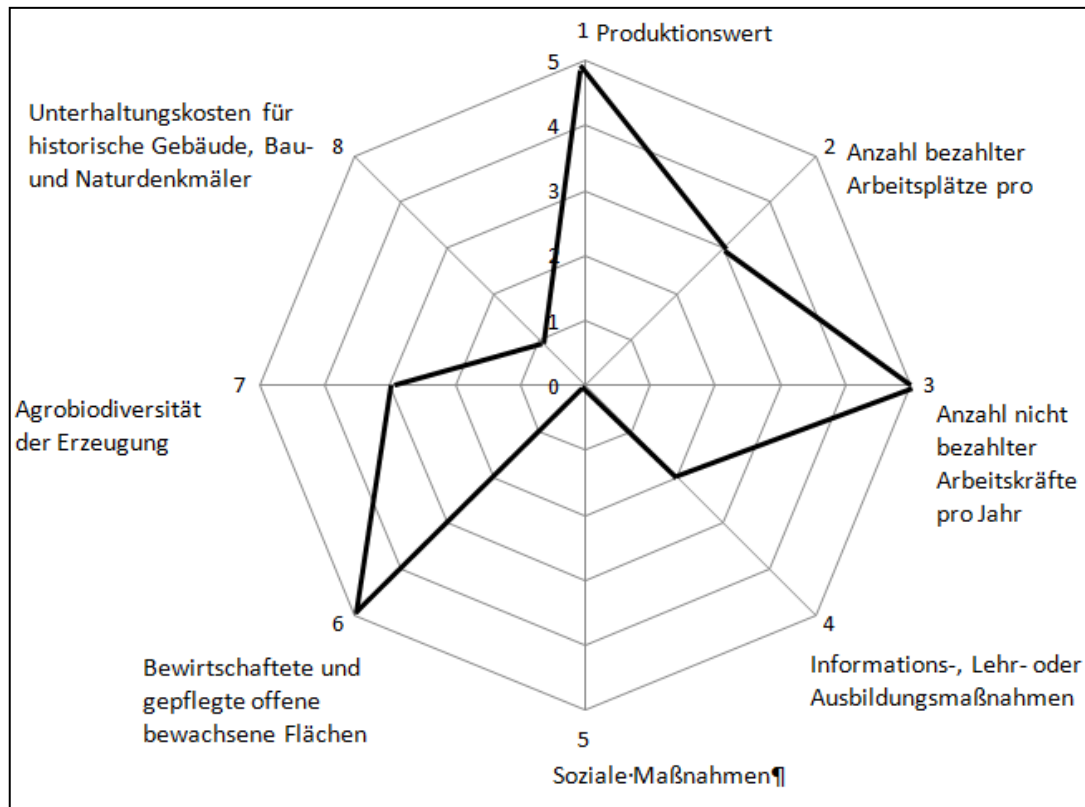 1 Produktionswert
5
4
3
2
1
0
2
Anzahl bezahlter
Arbeitsplätze pro
3
Anzahl nicht
bezahlter
Arbeitskräfte
pro Jahr
4
Informations-, Lehr- oder
Ausbildungsmaßnahmen
5
Soziale·Maßnahmen¶
6
Bewirtschaftete und
gepflegte offene
bewachsene Flächen
7
Agrobiodiversität
der Erzeugung
8
Unterhaltungskosten für
historische Gebäude, Bau-
und Naturdenkmäler